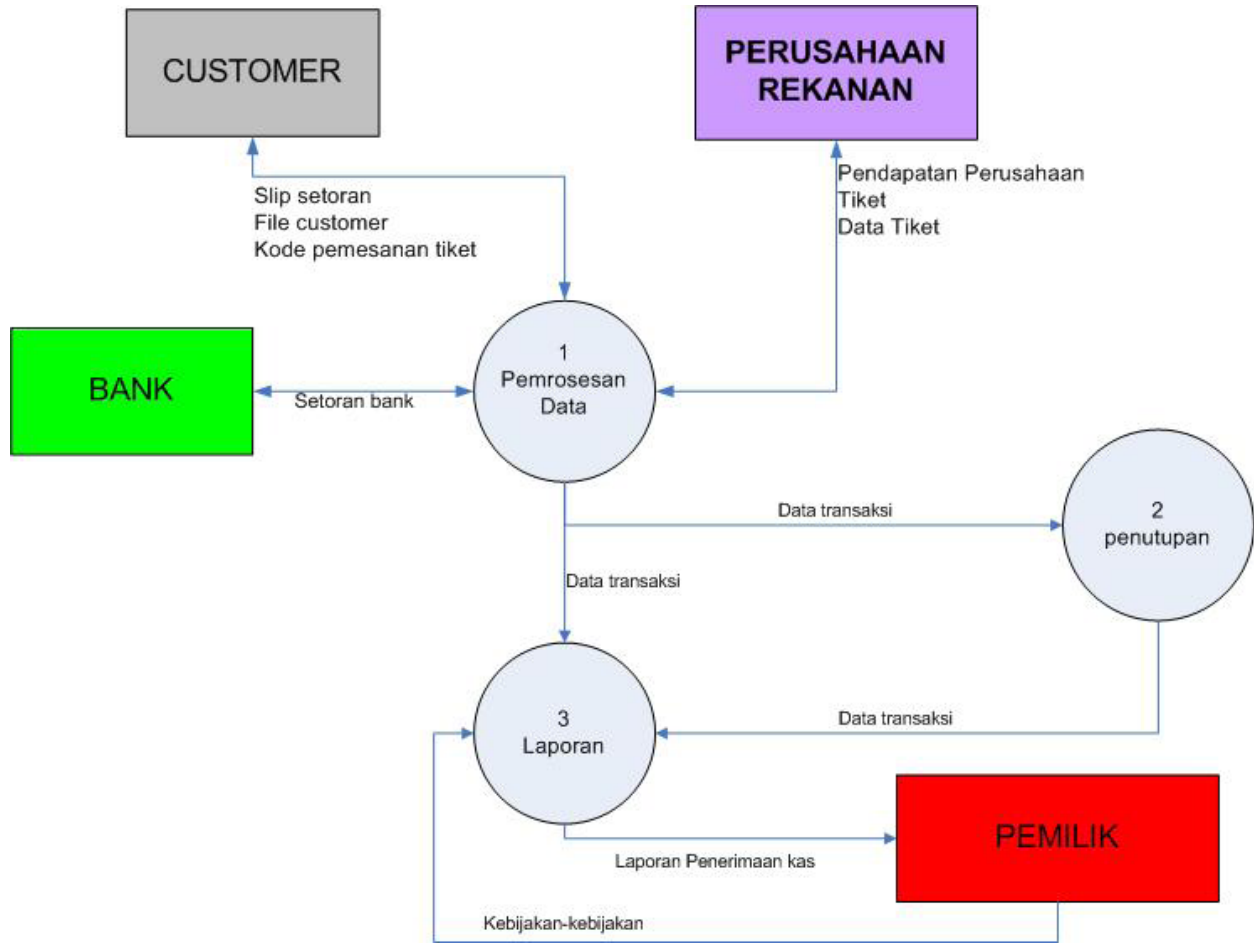 CUSTOMER
PERUSAHAAN
REKANAN
Slip setoran
File customer
Kode pemesanan tiket
Pendapatan Perusahaan
Tiket
Data Tiket
BANK
Setoran bank
1
Pemrosesan
Data
Data transaksi
2
penutupan
Data transaksi
3
Laporan
Data transaksi
PEMILIK
Laporan Penerimaan kas
Kebijakan-kebijakan